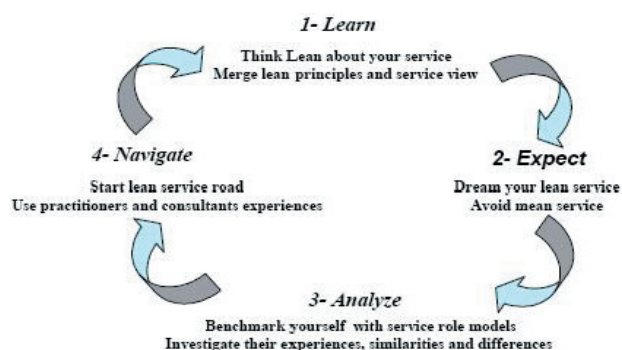 1- Learn
Think Lean about your service
Merge lean principles and service view
4- Navigate
Start lean service road
Use practitioners and consultants experiences
2- Expect
Dream your lean service
Avoid mean service
3- Analyze
Benchmark yourself with service role models
Investigate their experiences, similarities and differences